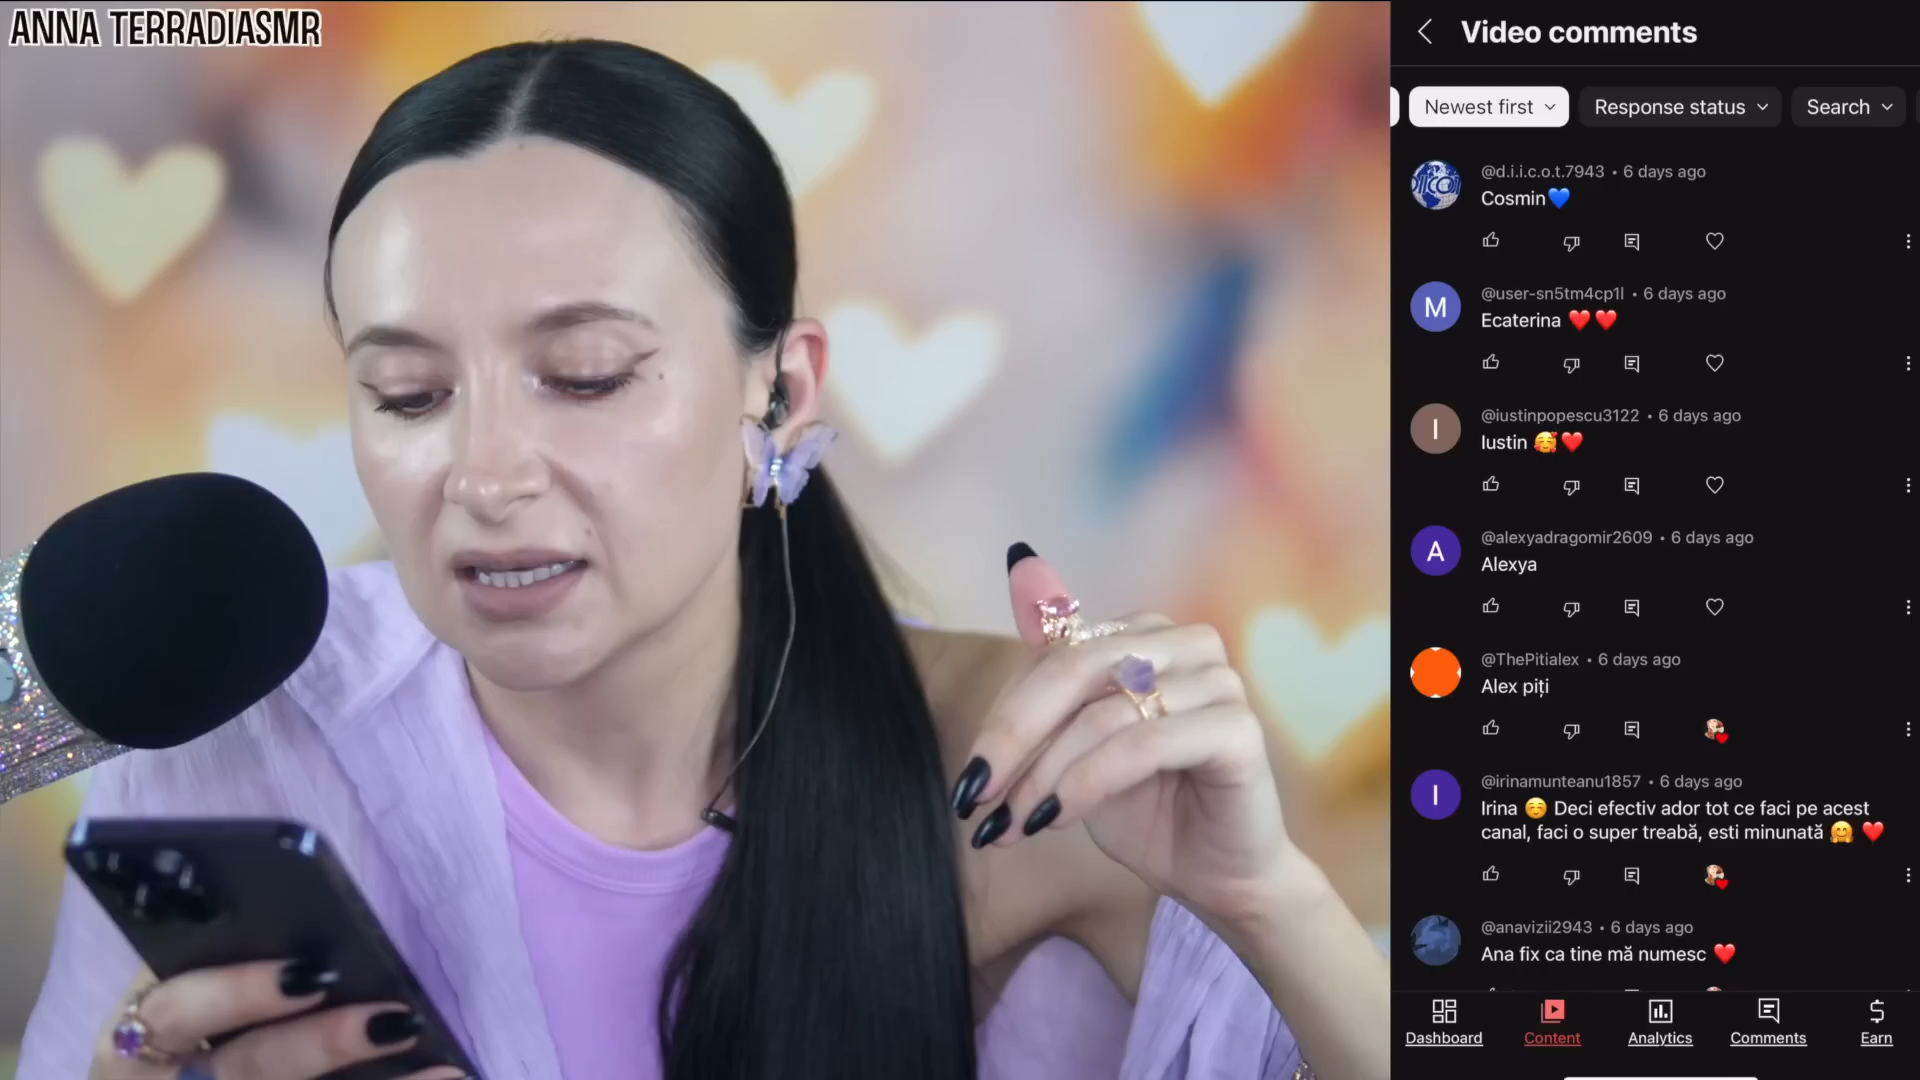 ANNA TERRADIASMR
Video comments
Newest first
Response status
Search
@d.i.i.c.o.t.7943 • 6 days ago
Cosmin💙
M
@user-sn5tm4cp1l • 6 days ago
Ecaterina ❤️❤️
I
@iustinpopescu3122 • 6 days ago
Iustin 🥰❤️
A
@alexyadragomir2609 • 6 days ago
Alexya
@ThePitialex • 6 days ago
Alex piți
I
@irinamunteanu1857 • 6 days ago
Irina ☺️ Deci efectiv ador tot ce faci pe acest
canal, faci o super treabă, esti minunată 🤗 ❤️
@anavizii2943 • 6 days ago
Ana fix ca tine mă numesc ❤️
Dashboard
Content
Analytics
Comments
Earn